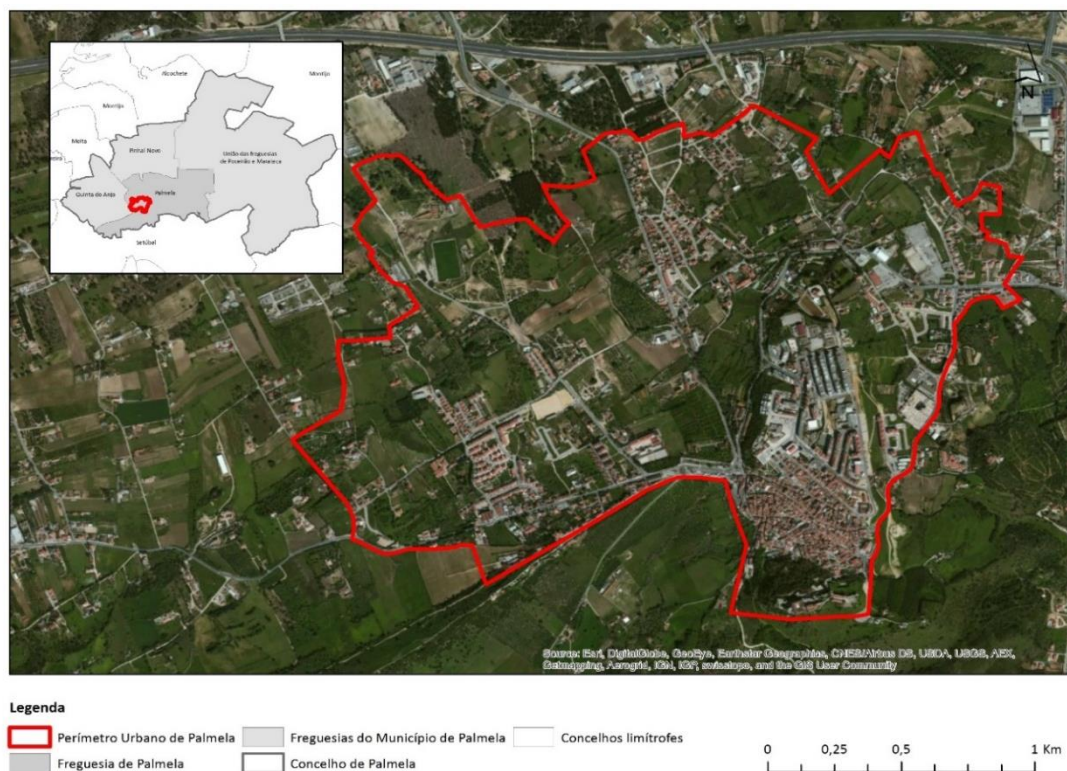 Alcochete
Montijo
Montijo
Moita
Pinhal Novo
União das Freguesias
de Poceirão e Marateca
Quinta do Anjo
Palmela
Setúbal
N
Source: Esri, DigitalGlobe, GeoEye, Earthstar Geographics, CNES/Airbus DS, USDA, USGS, AEX,
Getmapping, Aerogrid, IGN, IGP, swisstopo, and the GIS User Community
Legenda
Perímetro Urbano de Palmela
Freguesias do Município de Palmela
Concelhos limítrofes
Freguesia de Palmela
Concelho de Palmela
0 0,25 0,5 1 Km